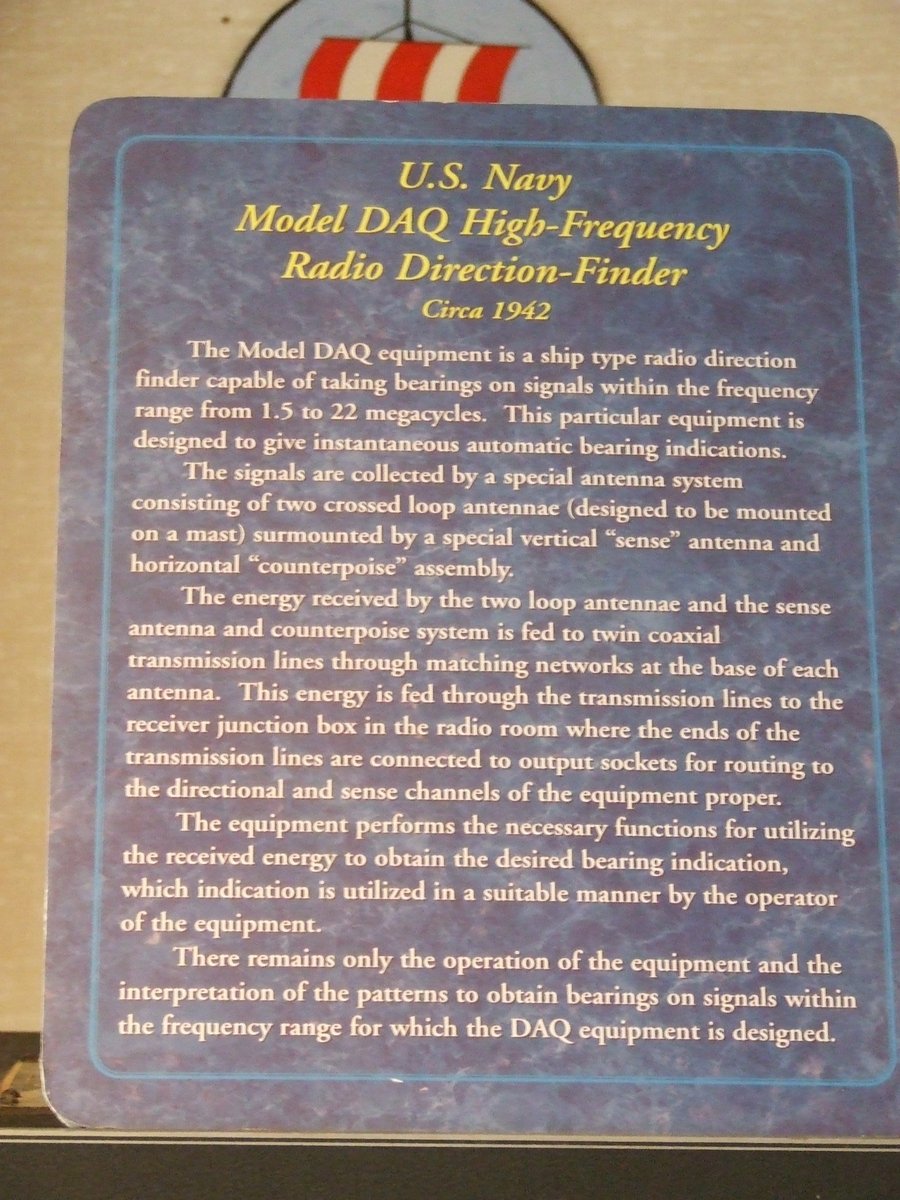 U.S. Navy
Model DAQ High-Frequency
Radio Direction-Finder
Circa 1942
The Model DAQ equipment is a ship type radio direction
finder capable of taking bearings on signals within the frequency
range from 1.5 to 22 megacycles. This particular equipment is
designed to give instantaneous automatic bearing indications.
The signals are collected by a special antenna system
consisting of two crossed loop antennae (designed to be mounted
on a mast) surmounted by a special vertical “sense” antenna and
horizontal “counterpoise” assembly.
The energy received by the two loop antennae and the sense
antenna and counterpoise system is fed to twin coaxial
transmission lines through matching networks at the base of each
antenna. This energy is fed through the transmission lines to the
receiver junction box in the radio room where the ends of the
transmission lines are connected to output sockets for routing to
the directional and sense channels of the equipment proper.
The equipment performs the necessary functions for utilizing
the received energy to obtain the desired bearing indication,
which indication is utilized in a suitable manner by the operator
of the equipment.
There remains only the operation of the equipment and the
interpretation of the patterns to obtain bearings on signals within
the frequency range for which the DAQ equipment is designed.